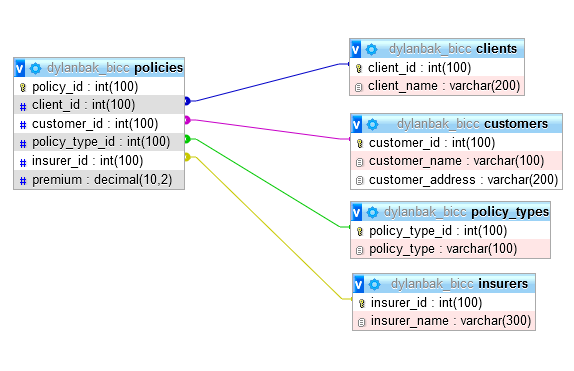 dylanbak_bicc policies
policy_id : int(100)
# client_id : int(100)
# customer_id : int(100)
# policy_type_id : int(100)
# insurer_id : int(100)
# premium : decimal(10,2)
dylanbak_bicc clients
client_id : int(100)
client_name : varchar(200)
dylanbak_bicc customers
customer_id : int(100)
customer_name : varchar(100)
customer_address : varchar(200)
dylanbak_bicc policy_types
policy_type_id : int(100)
policy_type : varchar(100)
dylanbak_bicc insurers
insurer_id : int(100)
insurer_name : varchar(300)